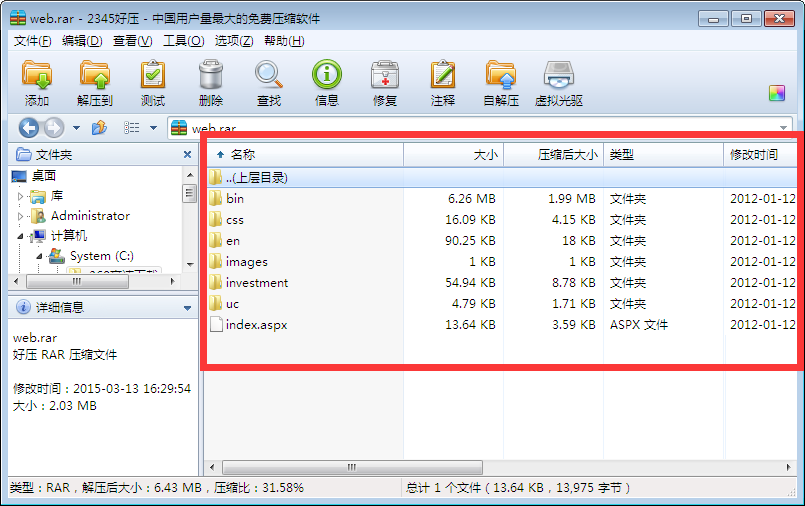 web.rar - 2345好压 - 中国用户量最大的免费压缩软件
文件(F) 编辑(D) 查看(V) 工具(O) 选项(Z) 帮助(H)
添加 解压到 测试 删除 查找 信息 修复 注释 自解压 虚拟光驱
web.rar
文件夹
桌面
库
Administrator
计算机
System (C:)
详细信息
web.rar
好压 RAR 压缩文件
修改时间：2015-03-13 16:29:54
大小：2.03 MB
名称 大小 压缩后大小 类型 修改时间
..(上层目录)
bin 6.26 MB 1.99 MB 文件夹 2012-01-12
css 16.09 KB 4.15 KB 文件夹 2012-01-12
en 90.25 KB 18 KB 文件夹 2012-01-12
images 1 KB 1 KB 文件夹 2012-01-12
investment 54.94 KB 8.78 KB 文件夹 2012-01-12
uc 4.79 KB 1.71 KB 文件夹 2012-01-12
index.aspx 13.64 KB 3.59 KB ASPX 文件 2012-01-12
类型：RAR，解压后大小：6.43 MB，压缩比：31.58%
总计 1 个文件（13.64 KB，13,975 字节）